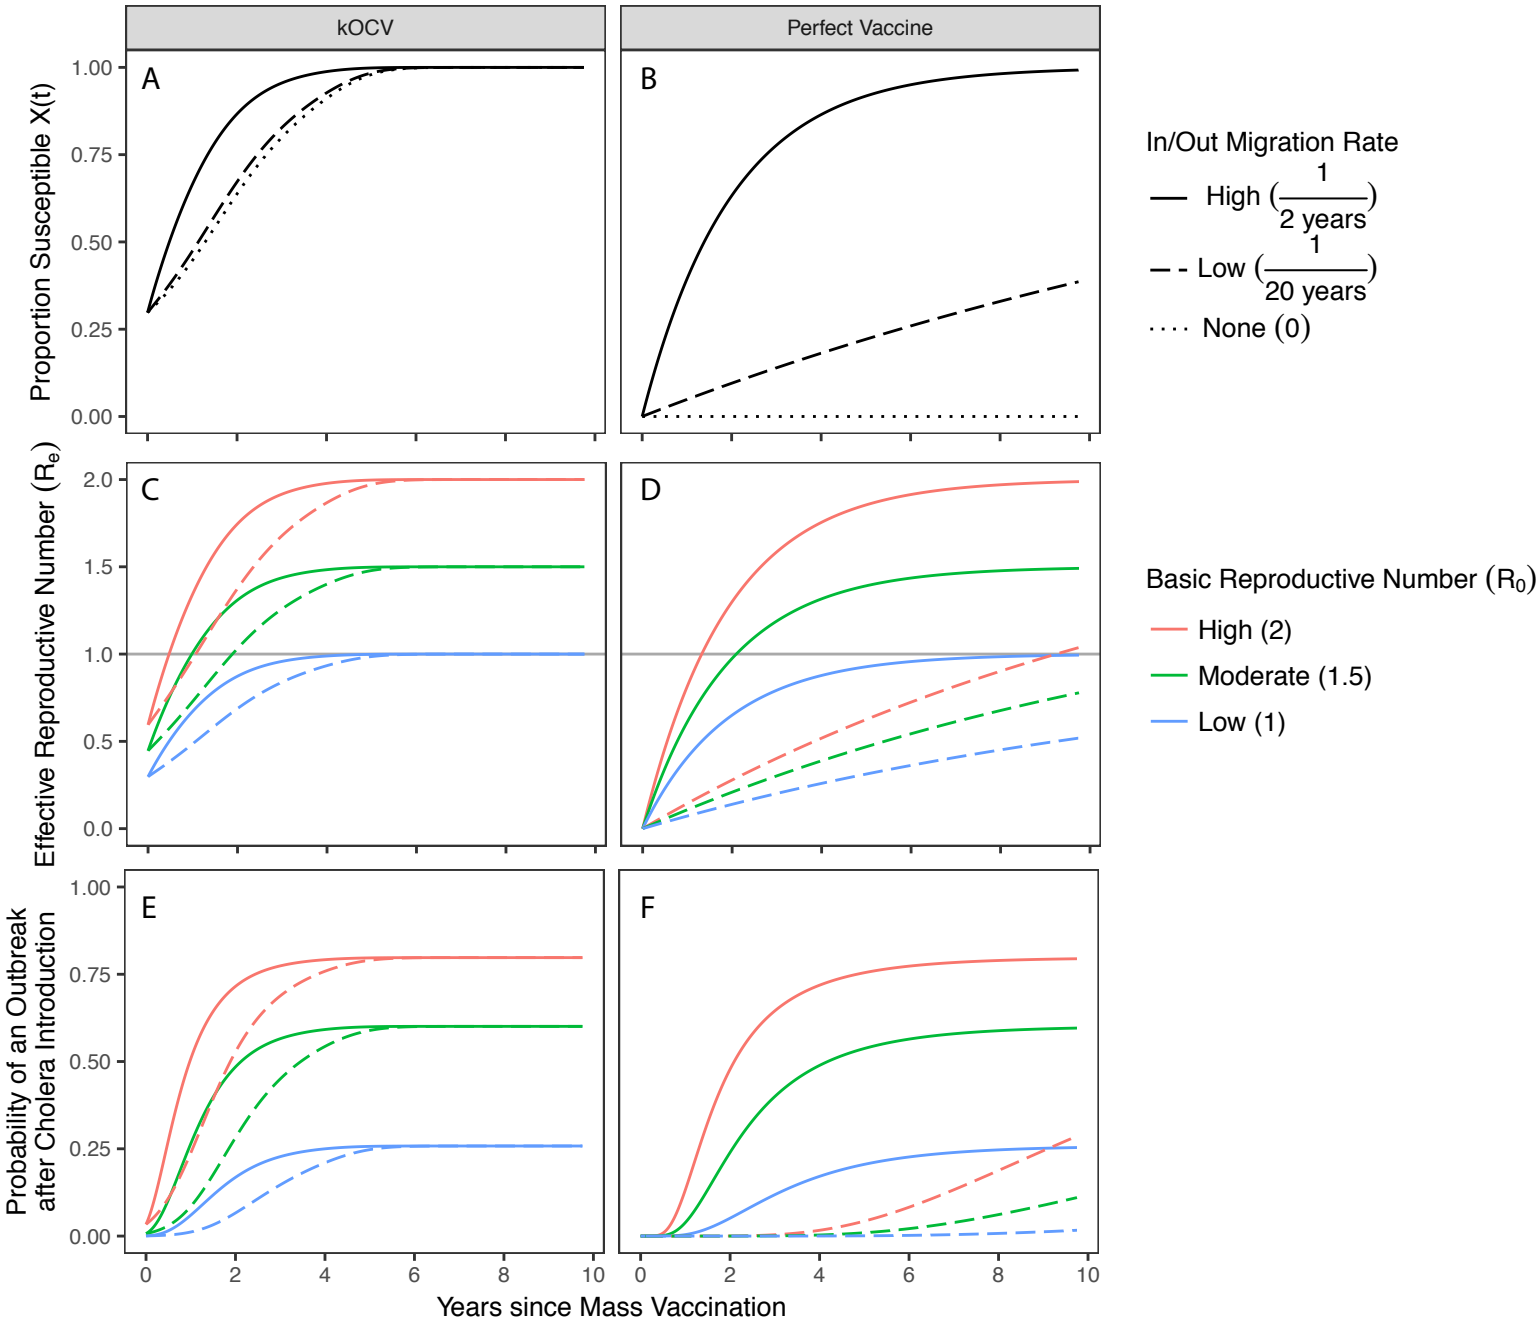 kOCV
Perfect Vaccine
Proportion Susceptible X(t)
1.00
0.75
0.50
0.25
0.00
A
B
In/Out Migration Rate
High (1/2 years)
Low (1/20 years)
None (0)
Effective Reproductive Number (Re)
2.0
1.5
1.0
0.5
0.0
C
D
Basic Reproductive Number (R0)
High (2)
Moderate (1.5)
Low (1)
Probability of an Outbreak
after Cholera Introduction
1.00
0.75
0.50
0.25
0.00
E
F
0 2 4 6 8 10
0 2 4 6 8 10
Years since Mass Vaccination